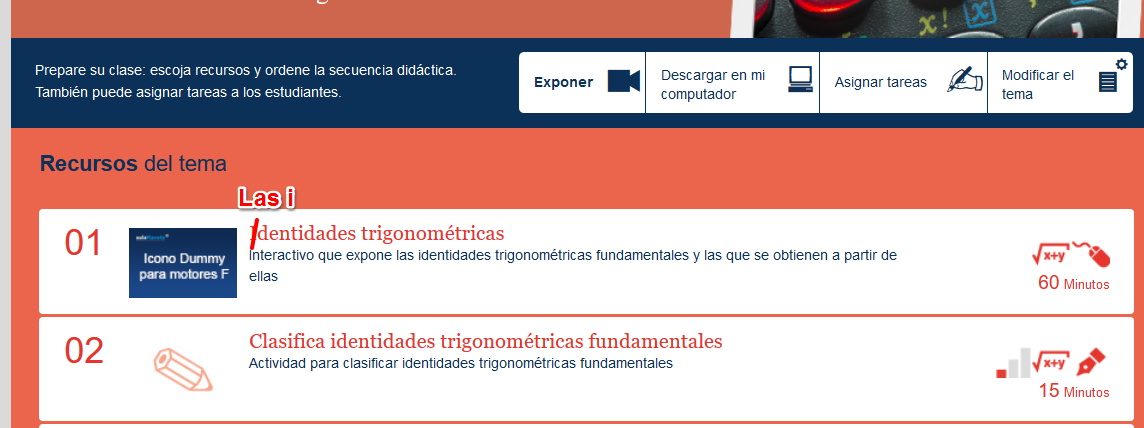 Prepare su clase: escoja recursos y ordene la secuencia didáctica.
También puede asignar tareas a los estudiantes.
Exponer
Descargar en mi
computador
Asignar tareas
Modificar el
tema
Recursos del tema
Las i
01
Icono Dummy
para motores F
Identidades trigonométricas
Interactivo que expone las identidades trigonométricas fundamentales y las que se obtienen a partir de
ellas
√x+y
60 Minutos
02
Clasifica identidades trigonométricas fundamentales
Actividad para clasificar identidades trigonométricas fundamentales
√x+y
15 Minutos